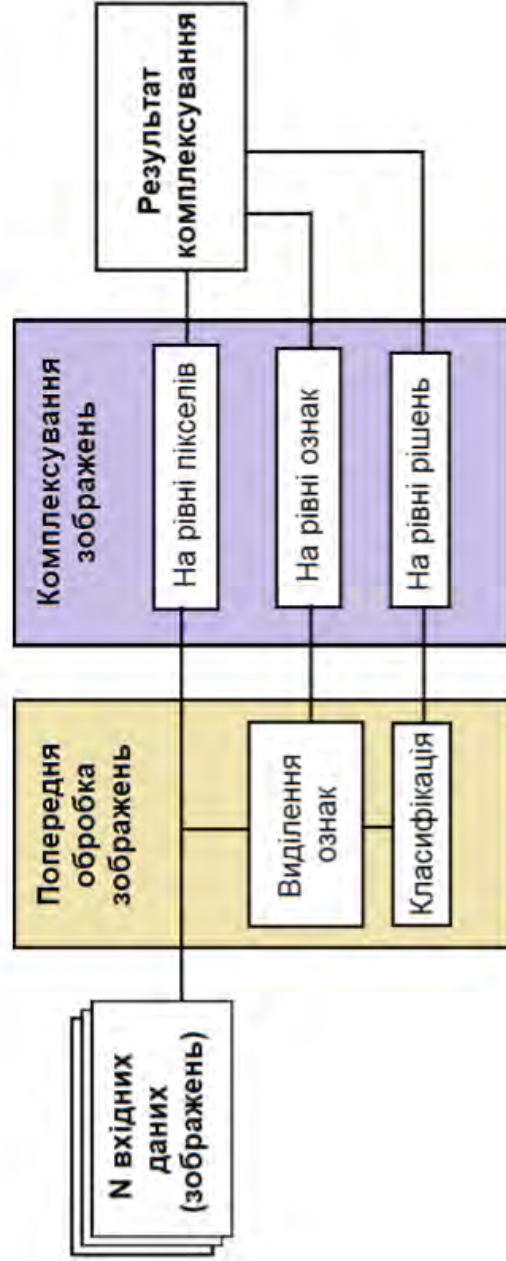 N вхідних
даних
(зображень)
Попередня
обробка
зображень
Виділення
ознак
Класифікація
Комплексування
зображень
На рівні пікселів
На рівні ознак
На рівні рішень
Результат
комплексування